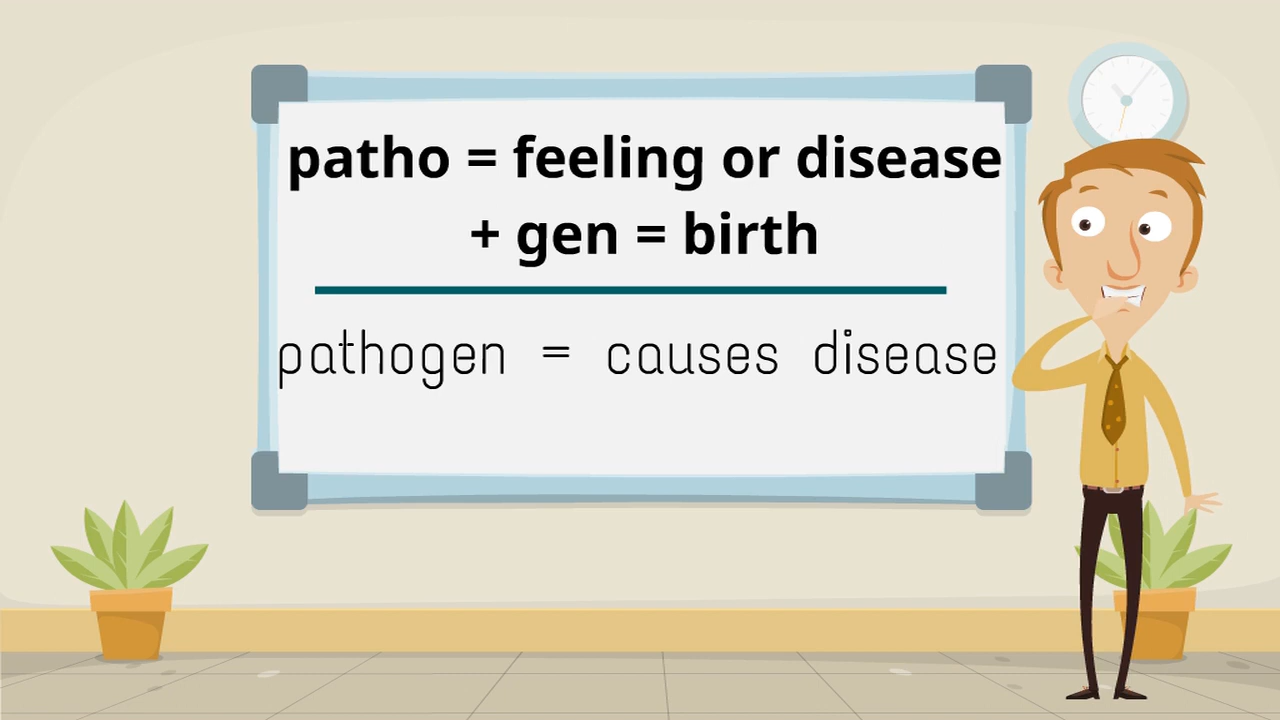 patho = feeling or disease
+ gen = birth
pathogen = causes disease